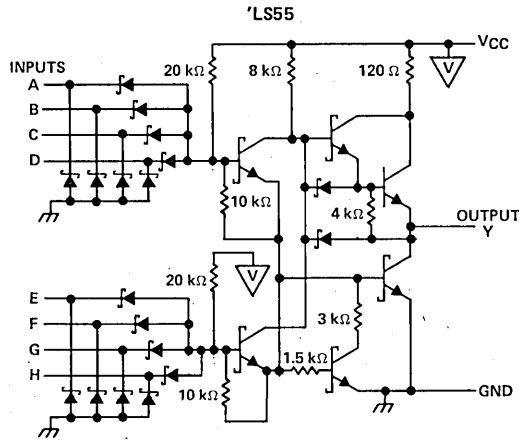 'LS55
VCC
INPUTS
20 kΩ
8 kΩ
120 Ω
V
A
B
C
D
10 kΩ
4 kΩ
OUTPUT
Y
20 kΩ
V
E
F
G
H
3 kΩ
1.5 kΩ
10 kΩ
GND